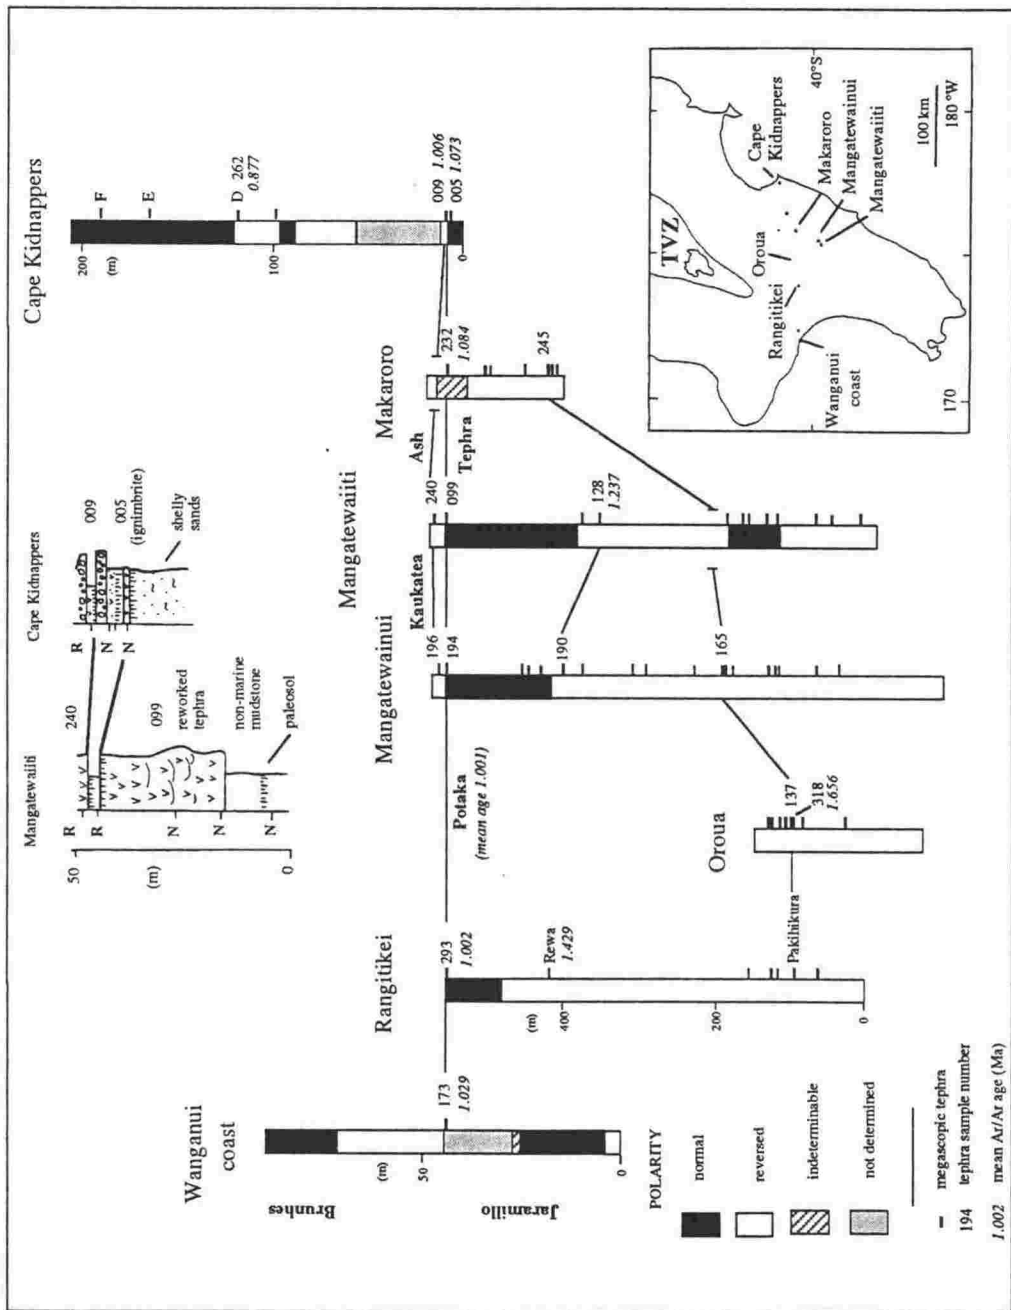 Wanganui
coast
Brunhes
Jaramillo
(m)
50
0
173
1.029
Rangitikei
293
1.002
Rewa
1.429
(m)
400
200
0
Pakihikura
Oroua
137
318
1.656
Potaka
(mean age 1.001)
Mangatewainui
196
194
190
165
Kaukatea
Ash
Tephra
Mangatewaiiti
240
099
128
1.237
Makaroro
232
1.084
245
Cape Kidnappers
200
(m)
100
0
F
E
D 262
0.877
009 1.006
005 1.073
Mangatewaiiti
50
(m)
0
R
R
N
N
N
240
099
reworked
tephra
non-marine
mudstone
paleosol
Cape Kidnappers
R
N
N
009
005
(ignimbrite)
shelly
sands
POLARITY
normal
reversed
indeterminable
not determined
megascopic tephra
194 tephra sample number
1.002 mean Ar/Ar age (Ma)
TVZ
Wanganui
coast
Rangitikei
Oroua
Cape
Kidnappers
Makaroro
Mangatewainui
Mangatewaiiti
40°S
100 km
170
180 °W